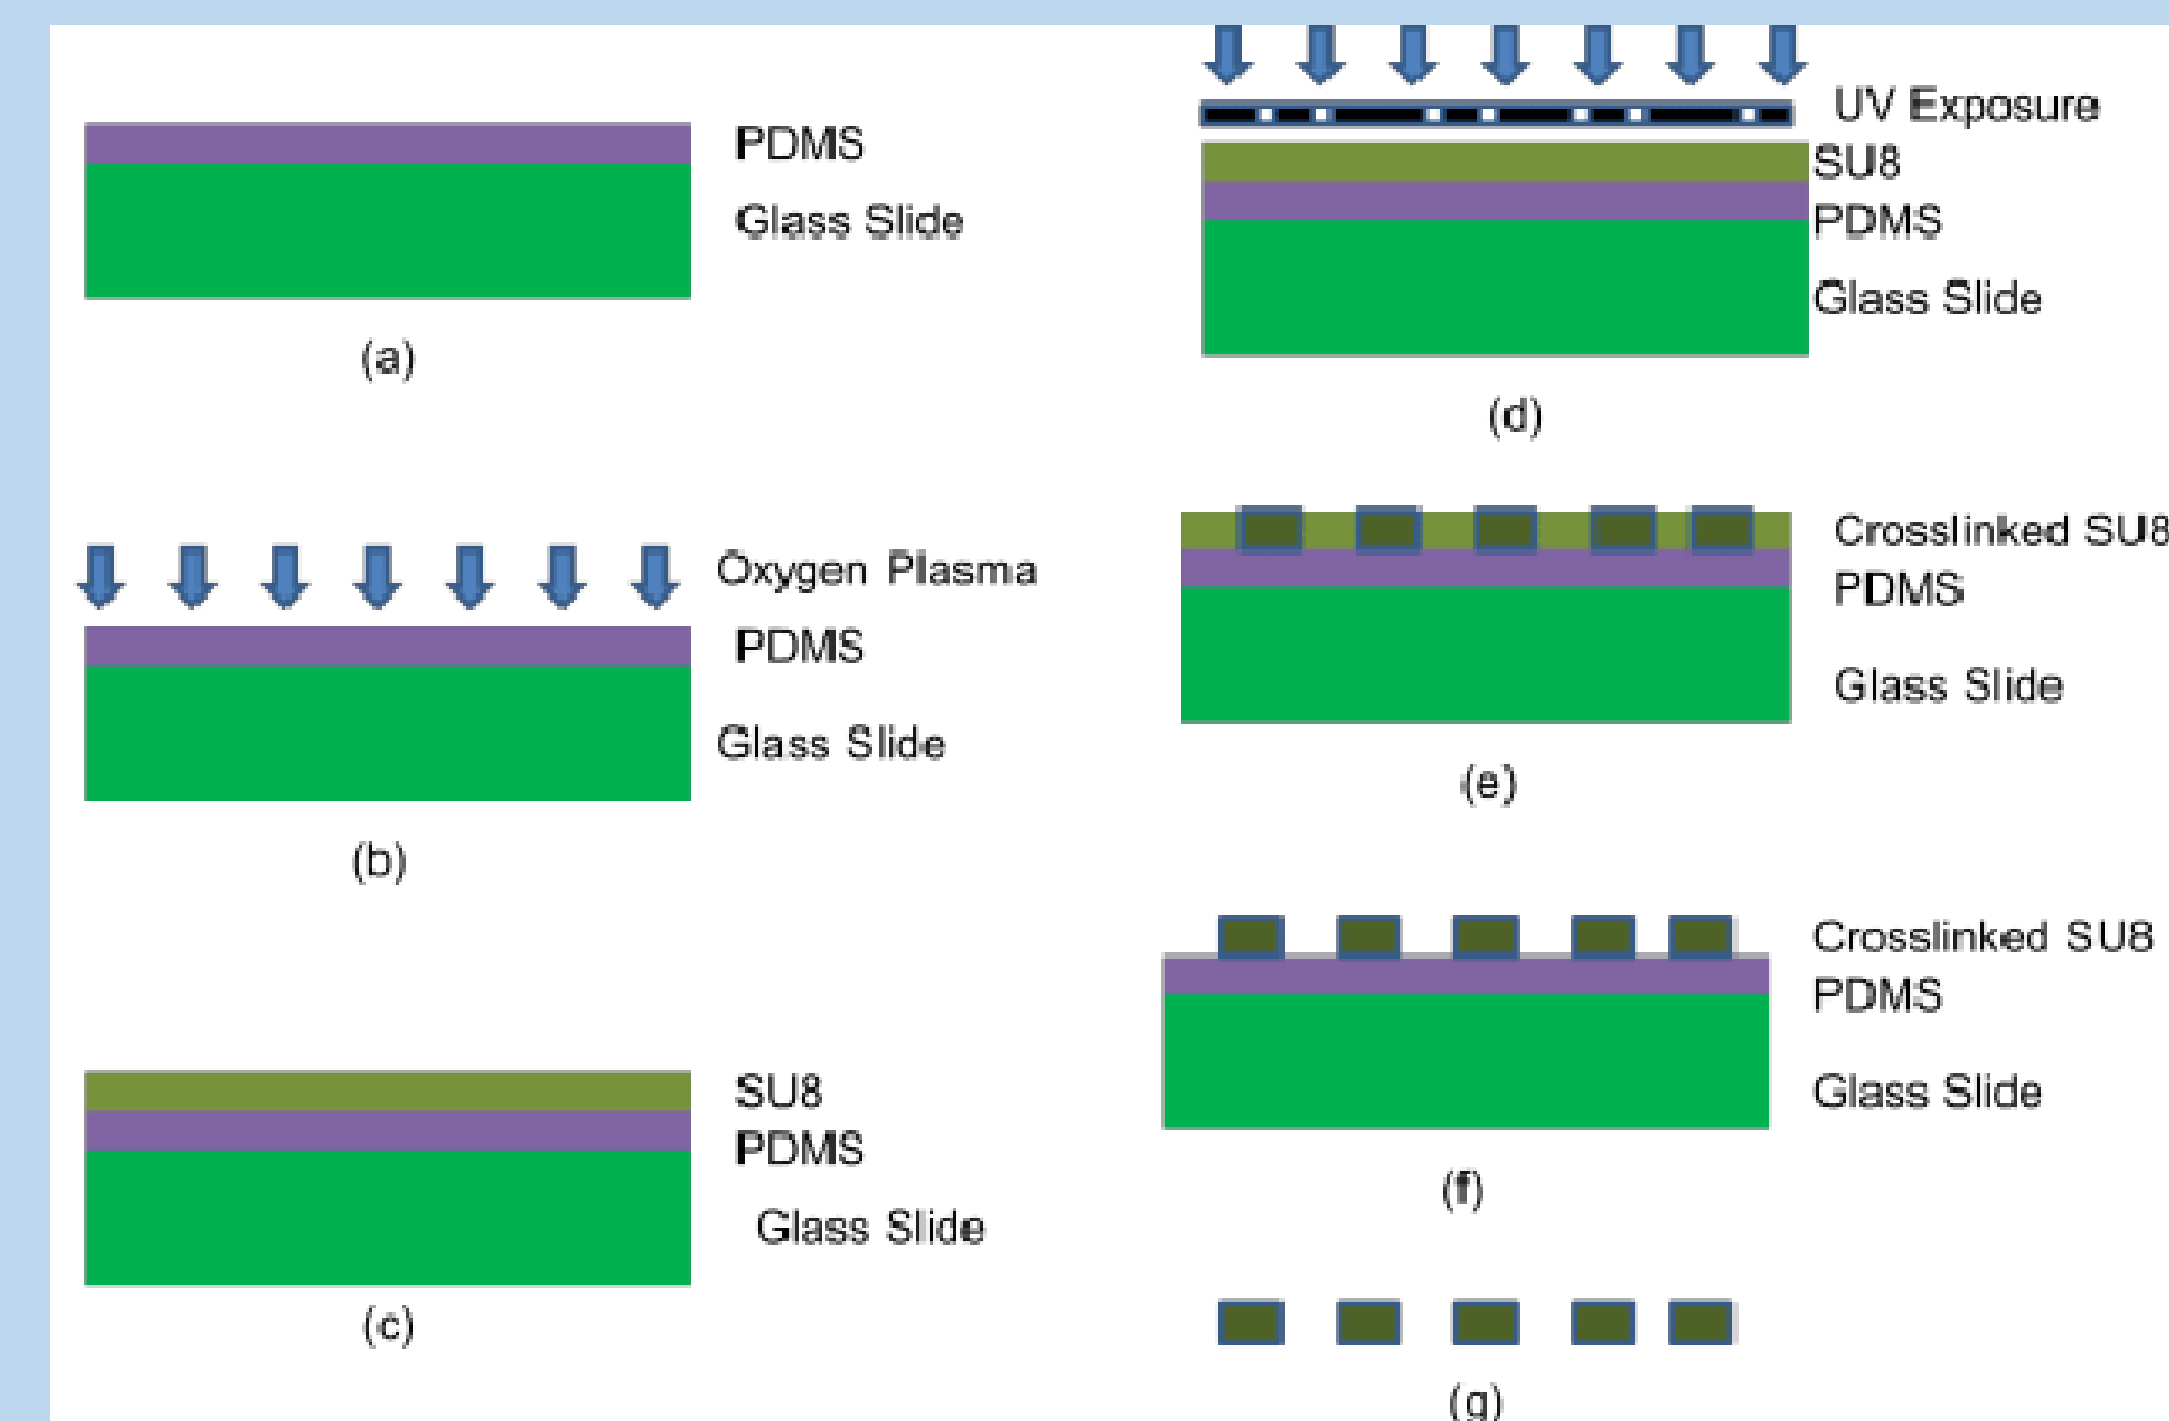 PDMS
Glass Slide
(a)
Oxygen Plasma
PDMS
Glass Slide
(b)
SU8
PDMS
Glass Slide
(c)
UV Exposure
SU8
PDMS
Glass Slide
(d)
Crosslinked SU8
PDMS
Glass Slide
(e)
Crosslinked SU8
PDMS
Glass Slide
(f)
(g)